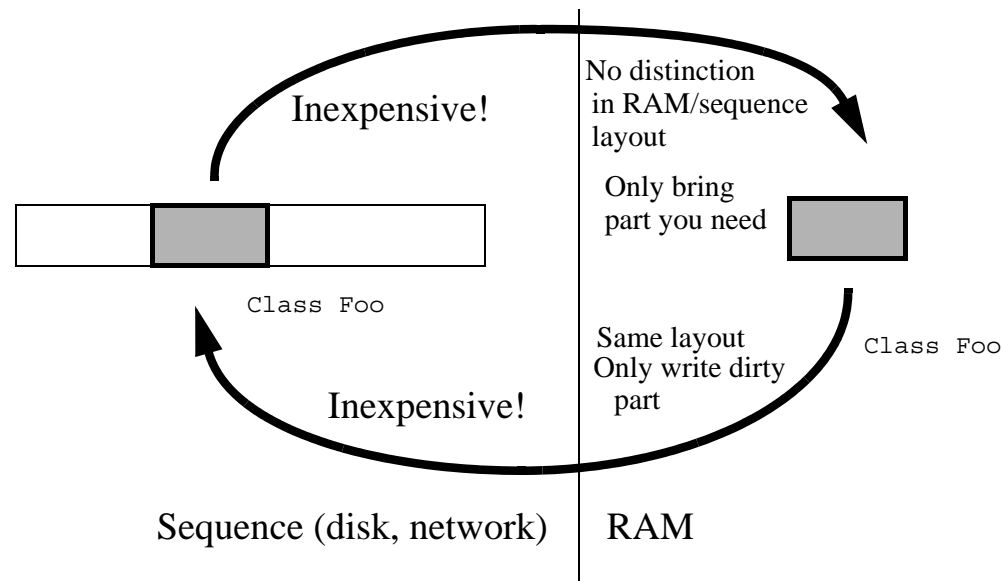 Inexpensive!
No distinction
in RAM/sequence
layout
Only bring
part you need
Class Foo
Same layout
Only write dirty
part
Class Foo
Inexpensive!
Sequence (disk, network)
RAM